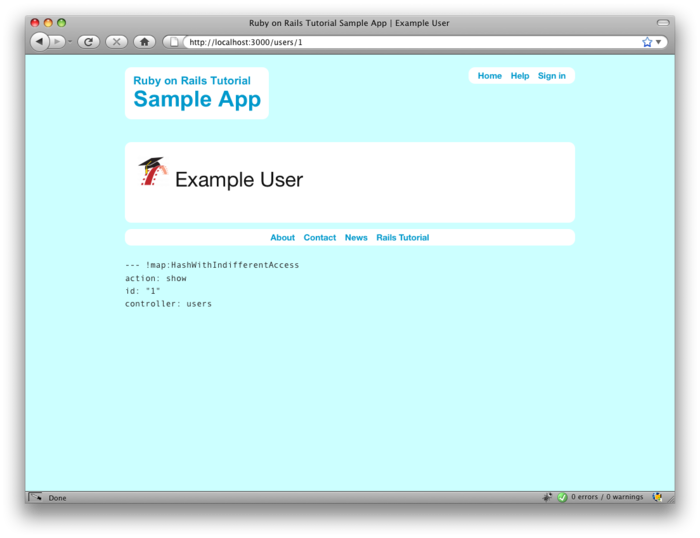 Ruby on Rails Tutorial Sample App | Example User
http://localhost:3000/users/1
Ruby on Rails Tutorial
Sample App
Home Help Sign in
Example User
About Contact News Rails Tutorial
--- !map:HashWithIndifferentAccess
action: show
id: "1"
controller: users
Done
0 errors / 0 warnings